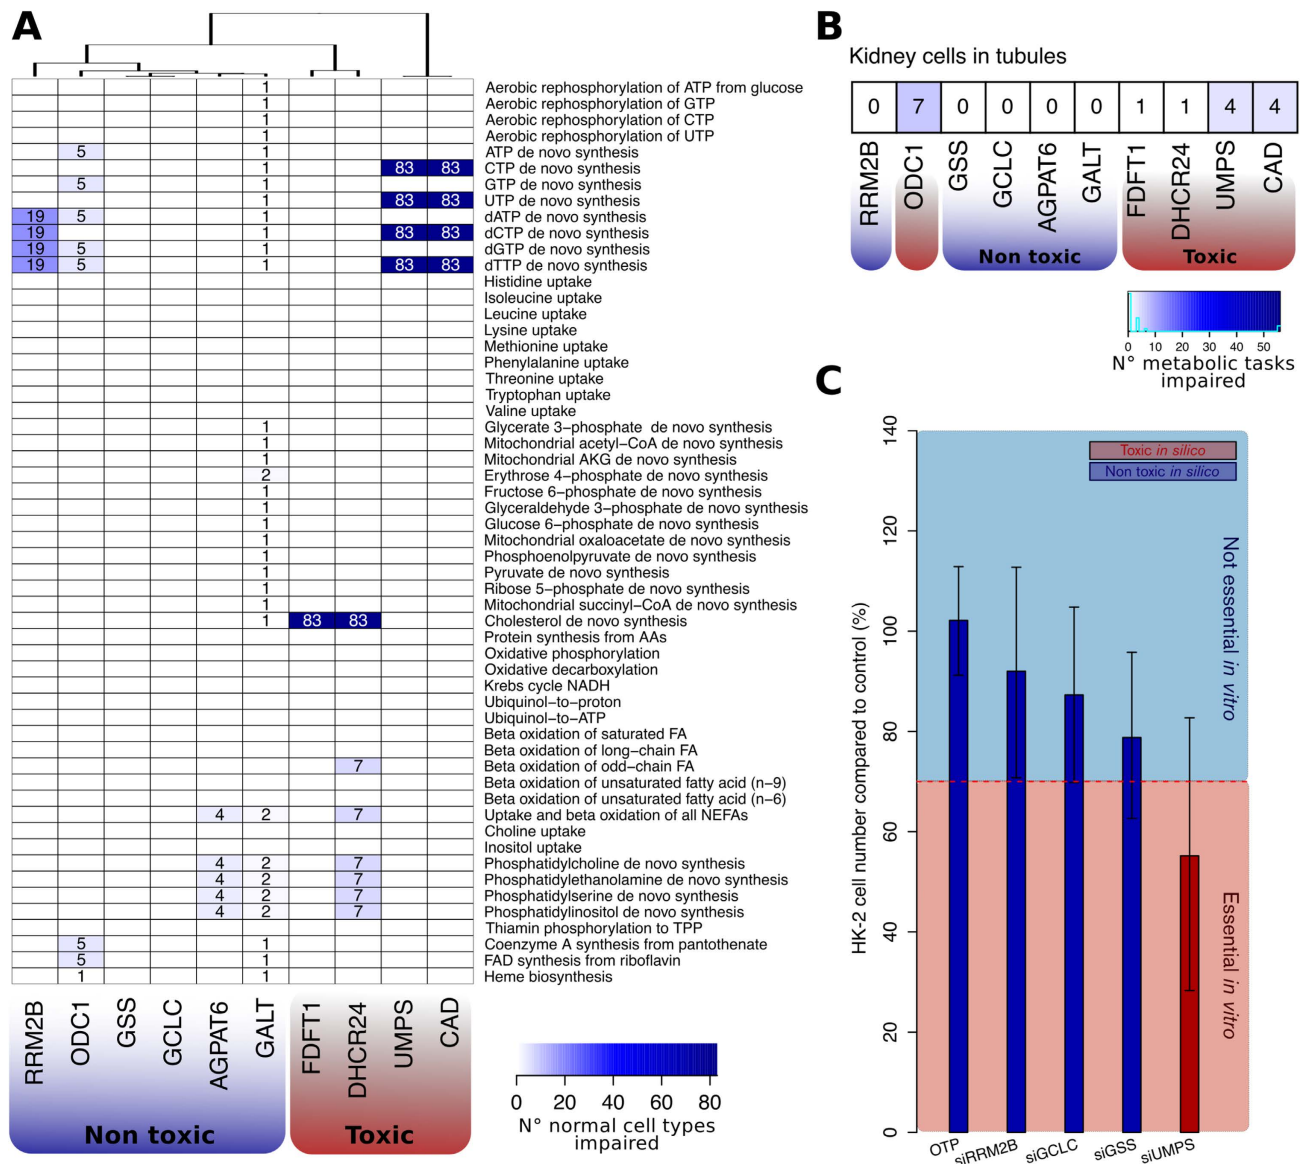 A
1 Aerobic rephosphorylation of ATP from glucose
1 Aerobic rephosphorylation of GTP
1 Aerobic rephosphorylation of CTP
1 Aerobic rephosphorylation of UTP
5 1 ATP de novo synthesis
1 83 83 CTP de novo synthesis
5 1 GTP de novo synthesis
1 83 83 UTP de novo synthesis
19 5 1 dATP de novo synthesis
19 1 83 83 dCTP de novo synthesis
19 5 1 dGTP de novo synthesis
19 5 1 83 83 dTTP de novo synthesis
Histidine uptake
Isoleucine uptake
Leucine uptake
Lysine uptake
Methionine uptake
Phenylalanine uptake
Threonine uptake
Tryptophan uptake
Valine uptake
1 Glycerate 3−phosphate de novo synthesis
1 Mitochondrial acetyl−CoA de novo synthesis
1 Mitochondrial AKG de novo synthesis
2 Erythrose 4−phosphate de novo synthesis
1 Fructose 6−phosphate de novo synthesis
1 Glyceraldehyde 3−phosphate de novo synthesis
1 Glucose 6−phosphate de novo synthesis
1 Mitochondrial oxaloacetate de novo synthesis
1 Phosphoenolpyruvate de novo synthesis
1 Pyruvate de novo synthesis
1 Ribose 5−phosphate de novo synthesis
1 Mitochondrial succinyl−CoA de novo synthesis
1 83 83 Cholesterol de novo synthesis
Protein synthesis from AAs
Oxidative phosphorylation
Oxidative decarboxylation
Krebs cycle NADH
Ubiquinol−to−proton
Ubiquinol−to−ATP
Beta oxidation of saturated FA
Beta oxidation of long−chain FA
7 Beta oxidation of odd−chain FA
Beta oxidation of unsaturated fatty acid (n−9)
Beta oxidation of unsaturated fatty acid (n−6)
4 2 7 Uptake and beta oxidation of all NEFAs
Choline uptake
Inositol uptake
4 2 7 Phosphatidylcholine de novo synthesis
4 2 7 Phosphatidylethanolamine de novo synthesis
4 2 7 Phosphatidylserine de novo synthesis
4 2 7 Phosphatidylinositol de novo synthesis
Thiamin phosphorylation to TPP
5 1 Coenzyme A synthesis from pantothenate
5 1 FAD synthesis from riboflavin
1 1 Heme biosynthesis
RRM2B ODC1 GSS GCLC AGPAT6 GALT FDFT1 DHCR24 UMPS CAD
Non toxic Toxic
0 20 40 60 80
N° normal cell types
impaired
B
Kidney cells in tubules
0 7 0 0 0 0 1 1 4 4
RRM2B ODC1 GSS GCLC AGPAT6 GALT FDFT1 DHCR24 UMPS CAD
Non toxic Toxic
0 10 20 30 40 50
N° metabolic tasks
impaired
C
HK−2 cell number compared to control (%)
140
120
100
80
60
40
20
0
Toxic in silico
Non toxic in silico
Not essential in vitro
Essential in vitro
OTP siRRM2B siGCLC siGSS siUMPS